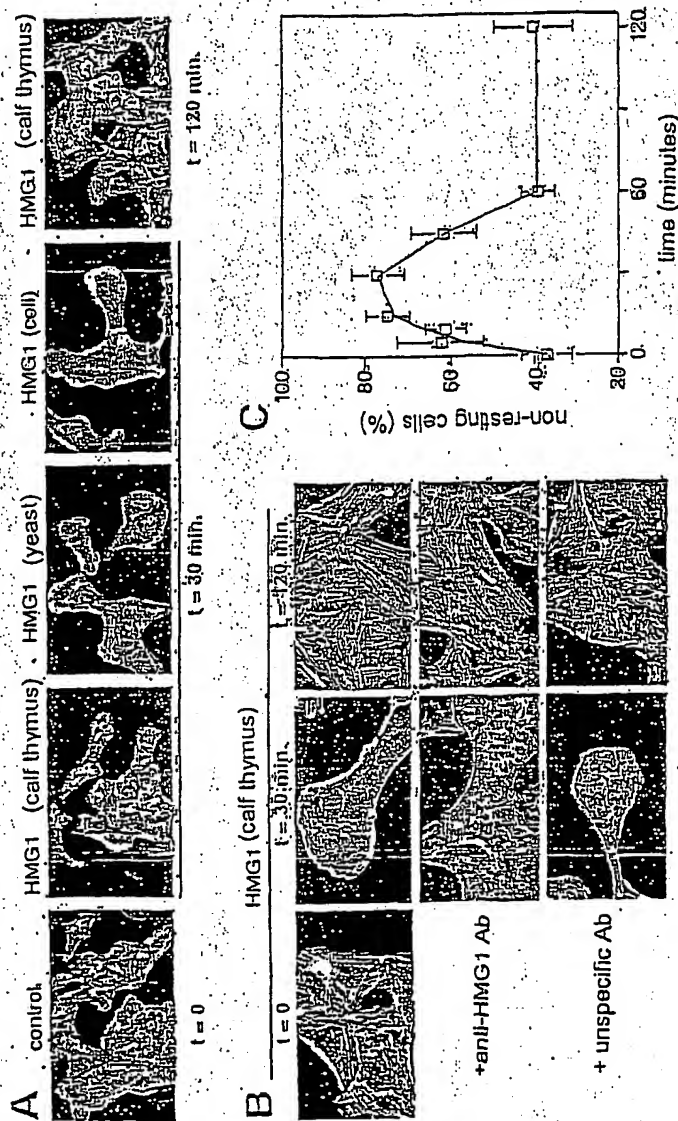 A
control
HMG1 (calf thymus)
HMG1 (yeast)
HMG1 (cell)
HMG1 (calf thymus)
t = 0
t = 30 min.
t = 120 min.
B
HMG1 (calf thymus)
t = 0
t = 30 min.
t = 120 min.
+anti-HMG1 Ab
+ unspecific Ab
C
non-resting cells (%)
100
80
60
40
20
0
60
120
time (minutes)